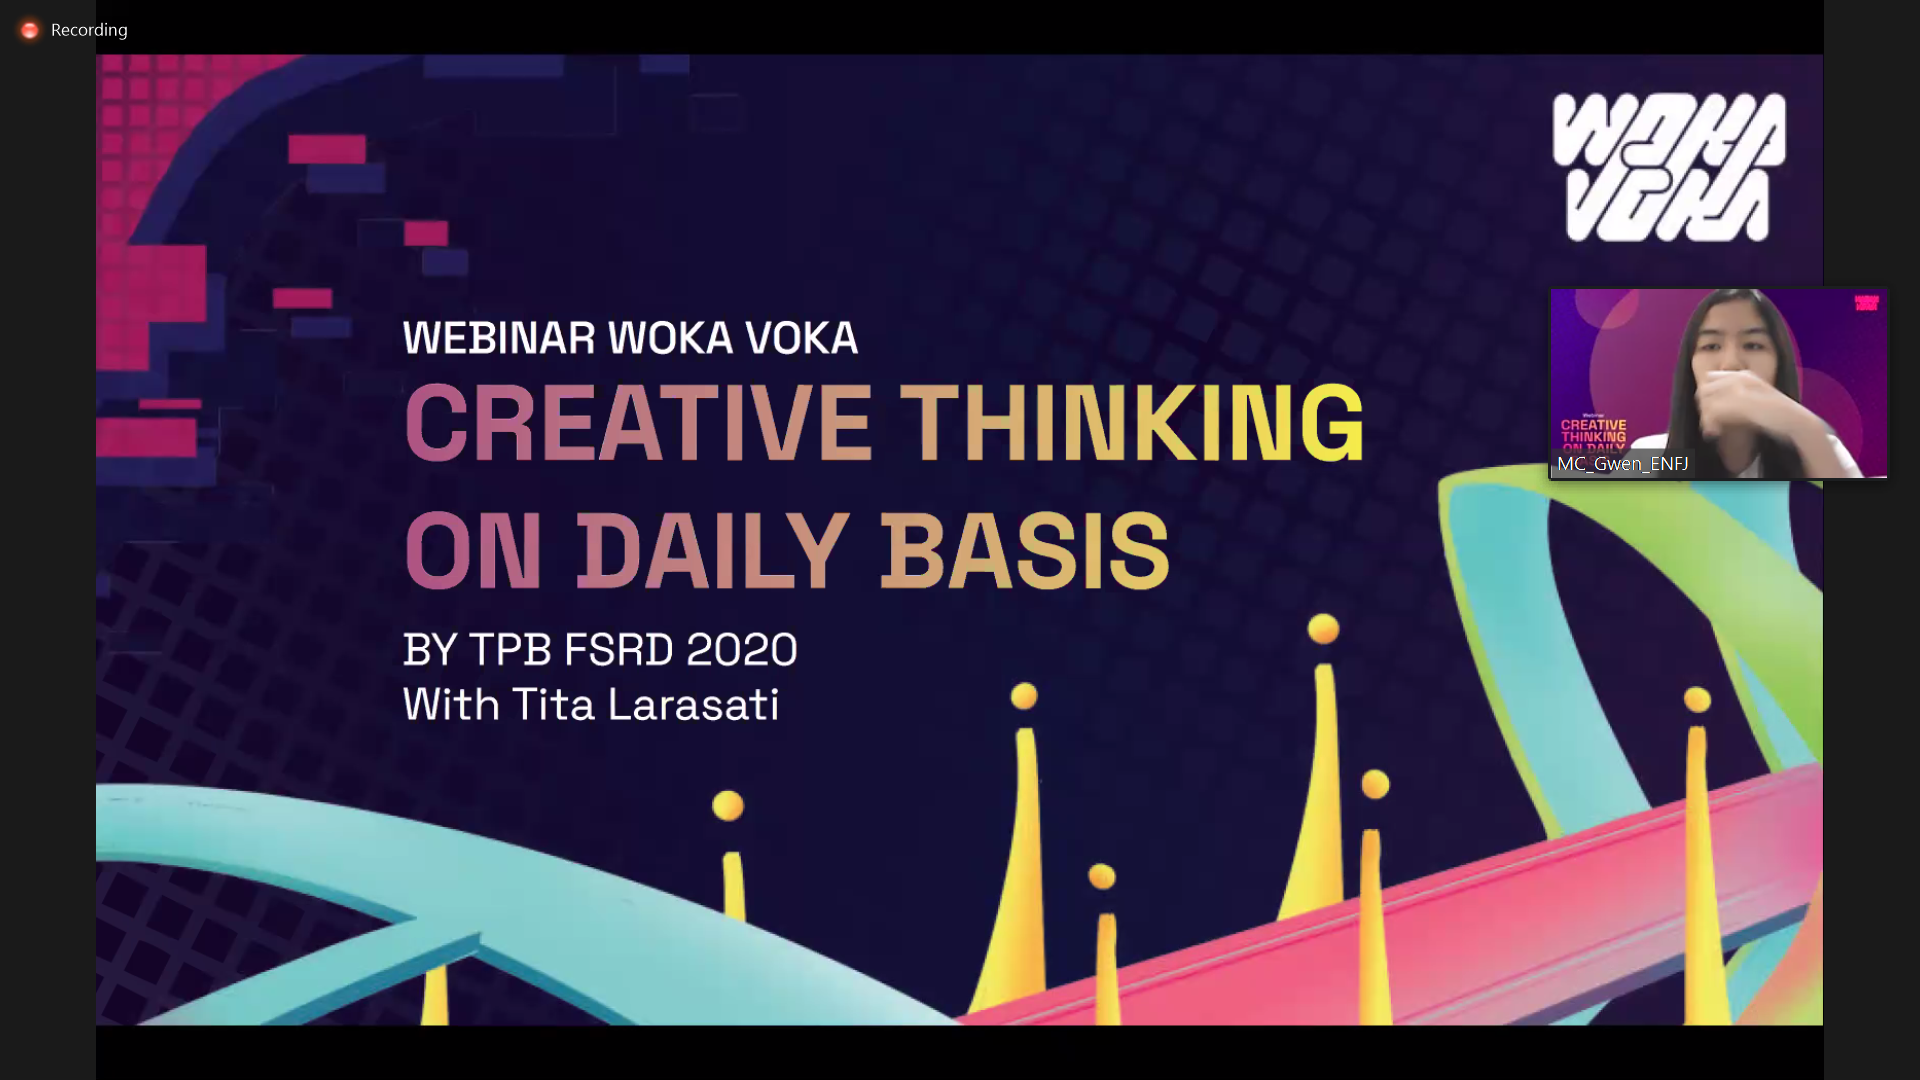 Recording
WOKA
VOKA
WEBINAR WOKA VOKA
CREATIVE THINKING
ON DAILY BASIS
BY TPB FSRD 2020
With Tita Larasati
Webinar
CREATIVE
THINKING
ON DAILY
MC_Gwen_ENFJ